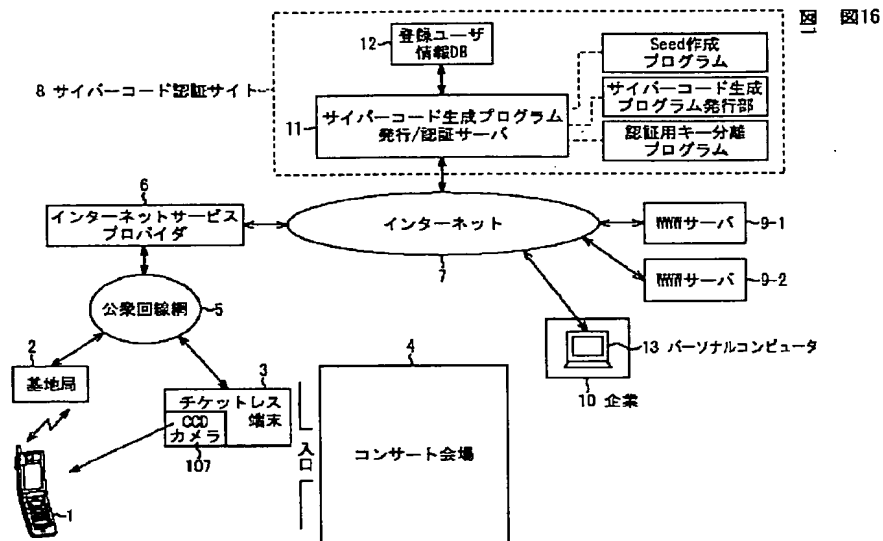 図1
図16
12
登録ユーザ
情報DB
Seed作成
プログラム
8 サイバーコード認証サイト
11
サイバーコード生成プログラム
発行/認証サーバ
サイバーコード生成
プログラム発行部
認証用キー分離
プログラム
6
インターネットサービス
プロバイダ
インターネット
7
WWWサーバ
9-1
WWWサーバ
9-2
公衆回線網
5
2
基地局
3
チケットレス
端末
CCD
カメラ
107
入口
4
コンサート会場
13 パーソナルコンピュータ
10 企業
1